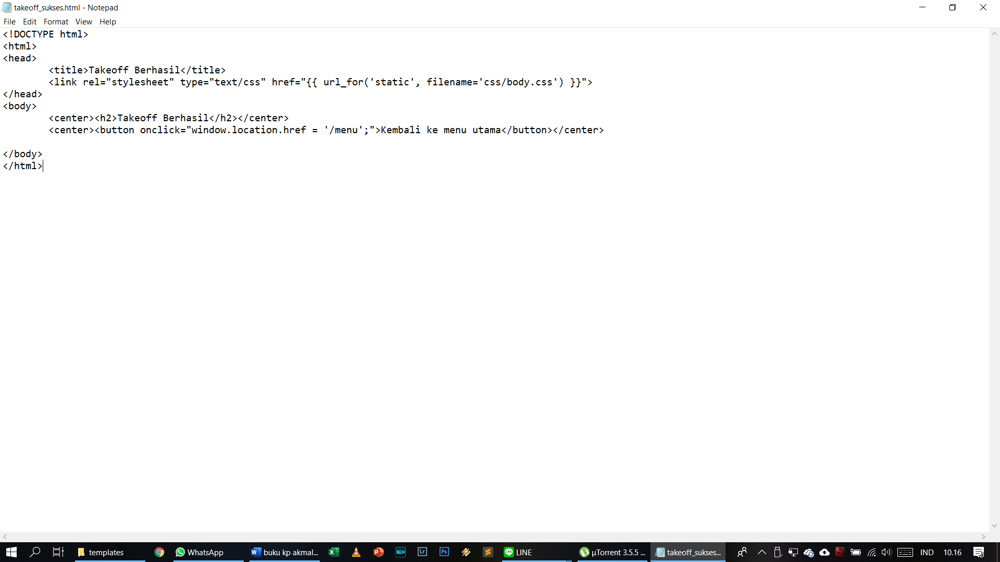 takeoff_sukses.html - Notepad
File Edit Format View Help
<!DOCTYPE html>
<html>
<head>
        <title>Takeoff Berhasil</title>
        <link rel="stylesheet" type="text/css" href="{{ url_for('static', filename='css/body.css') }}">
</head>
<body>
        <center><h2>Takeoff Berhasil</h2></center>
        <center><button onclick="window.location.href = '/menu';">Kembali ke menu utama</button></center>
</body>
</html>
templates WhatsApp buku kp akmal... Lr Ps LINE µTorrent 3.5.5 ... takeoff_sukses... IND 10.16